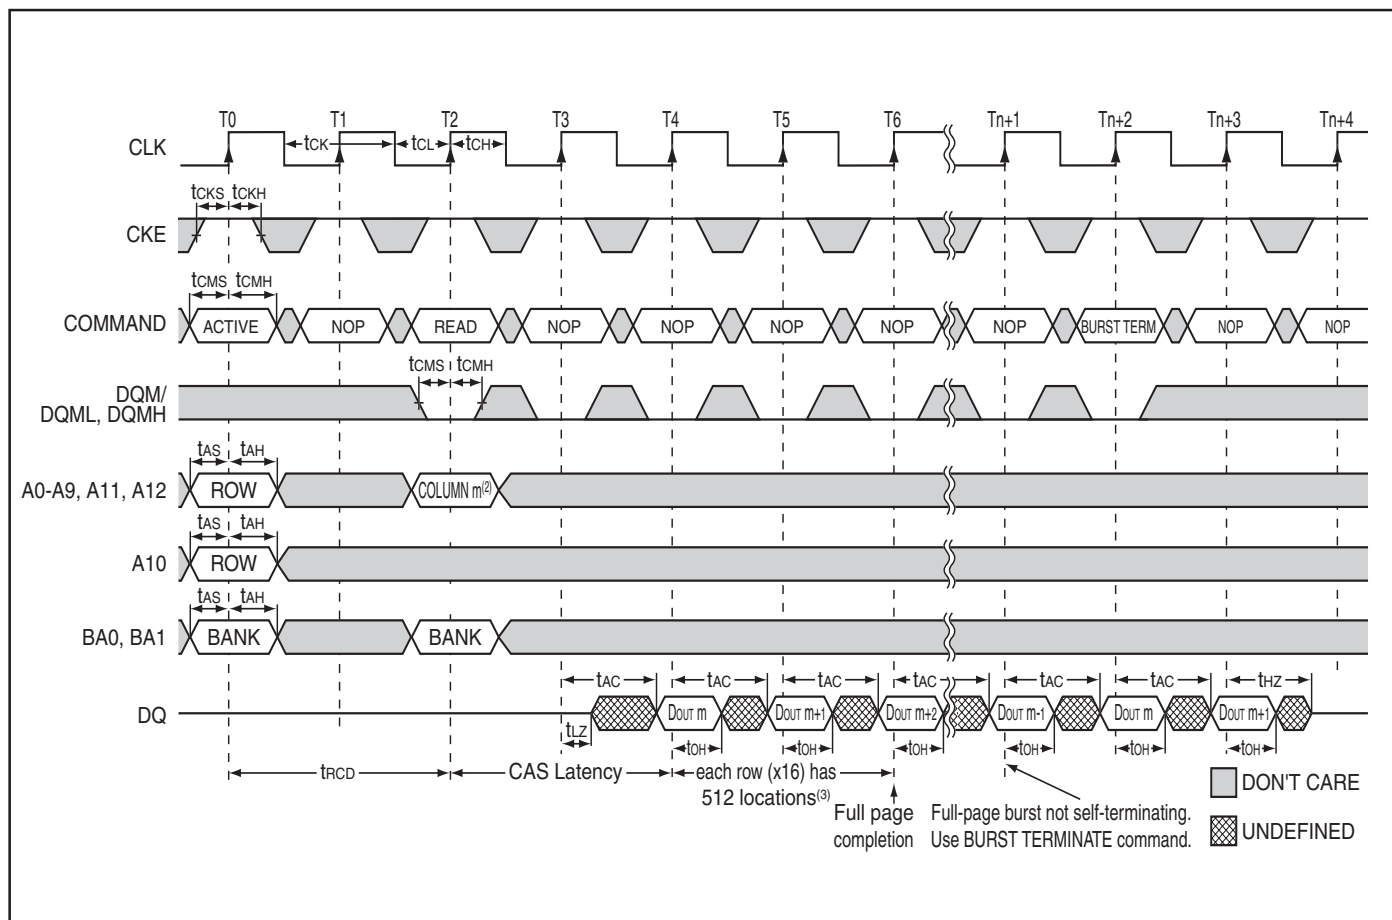 T0 T1 T2 T3 T4 T5 T6 Tn+1 Tn+2 Tn+3 Tn+4
CLK tCK tCL tCH
tCKS tCKH
CKE
tCMS tCMH
COMMAND ACTIVE NOP READ NOP NOP NOP NOP NOP BURST TERM NOP NOP
tCMS tCMH
DQM/
DQML, DQMH
tAS tAH
A0-A9, A11, A12 ROW COLUMN m(2)
tAS tAH
A10 ROW
tAS tAH
BA0, BA1 BANK BANK
tAC tAC tAC tAC tAC tAC tHZ
DQ DOUT m DOUT m+1 DOUT m+2 DOUT m-1 DOUT m DOUT m+1
tLZ tOH tOH tOH tOH tOH tOH
tRCD CAS Latency each row (x16) has
512 locations(3)
Full page
completion
Full-page burst not self-terminating.
Use BURST TERMINATE command.
DON'T CARE
UNDEFINED